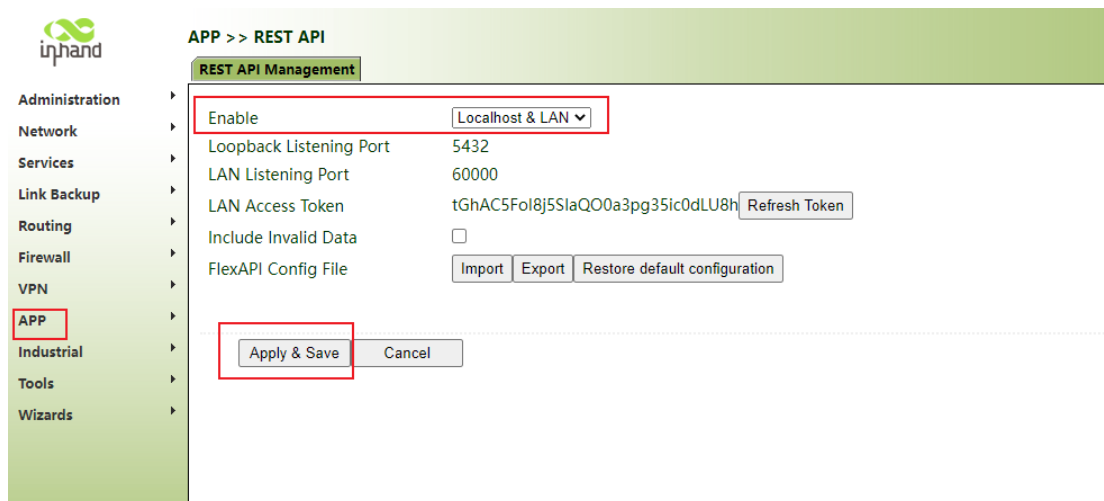 inhand
APP >> REST API
REST API Management
Administration
Network
Services
Link Backup
Routing
Firewall
VPN
APP
Industrial
Tools
Wizards
Enable Localhost & LAN
Loopback Listening Port 5432
LAN Listening Port 60000
LAN Access Token tGhAC5FoI8j5SIaQO0a3pg35ic0dLU8h Refresh Token
Include Invalid Data
FlexAPI Config File Import Export Restore default configuration
Apply & Save Cancel